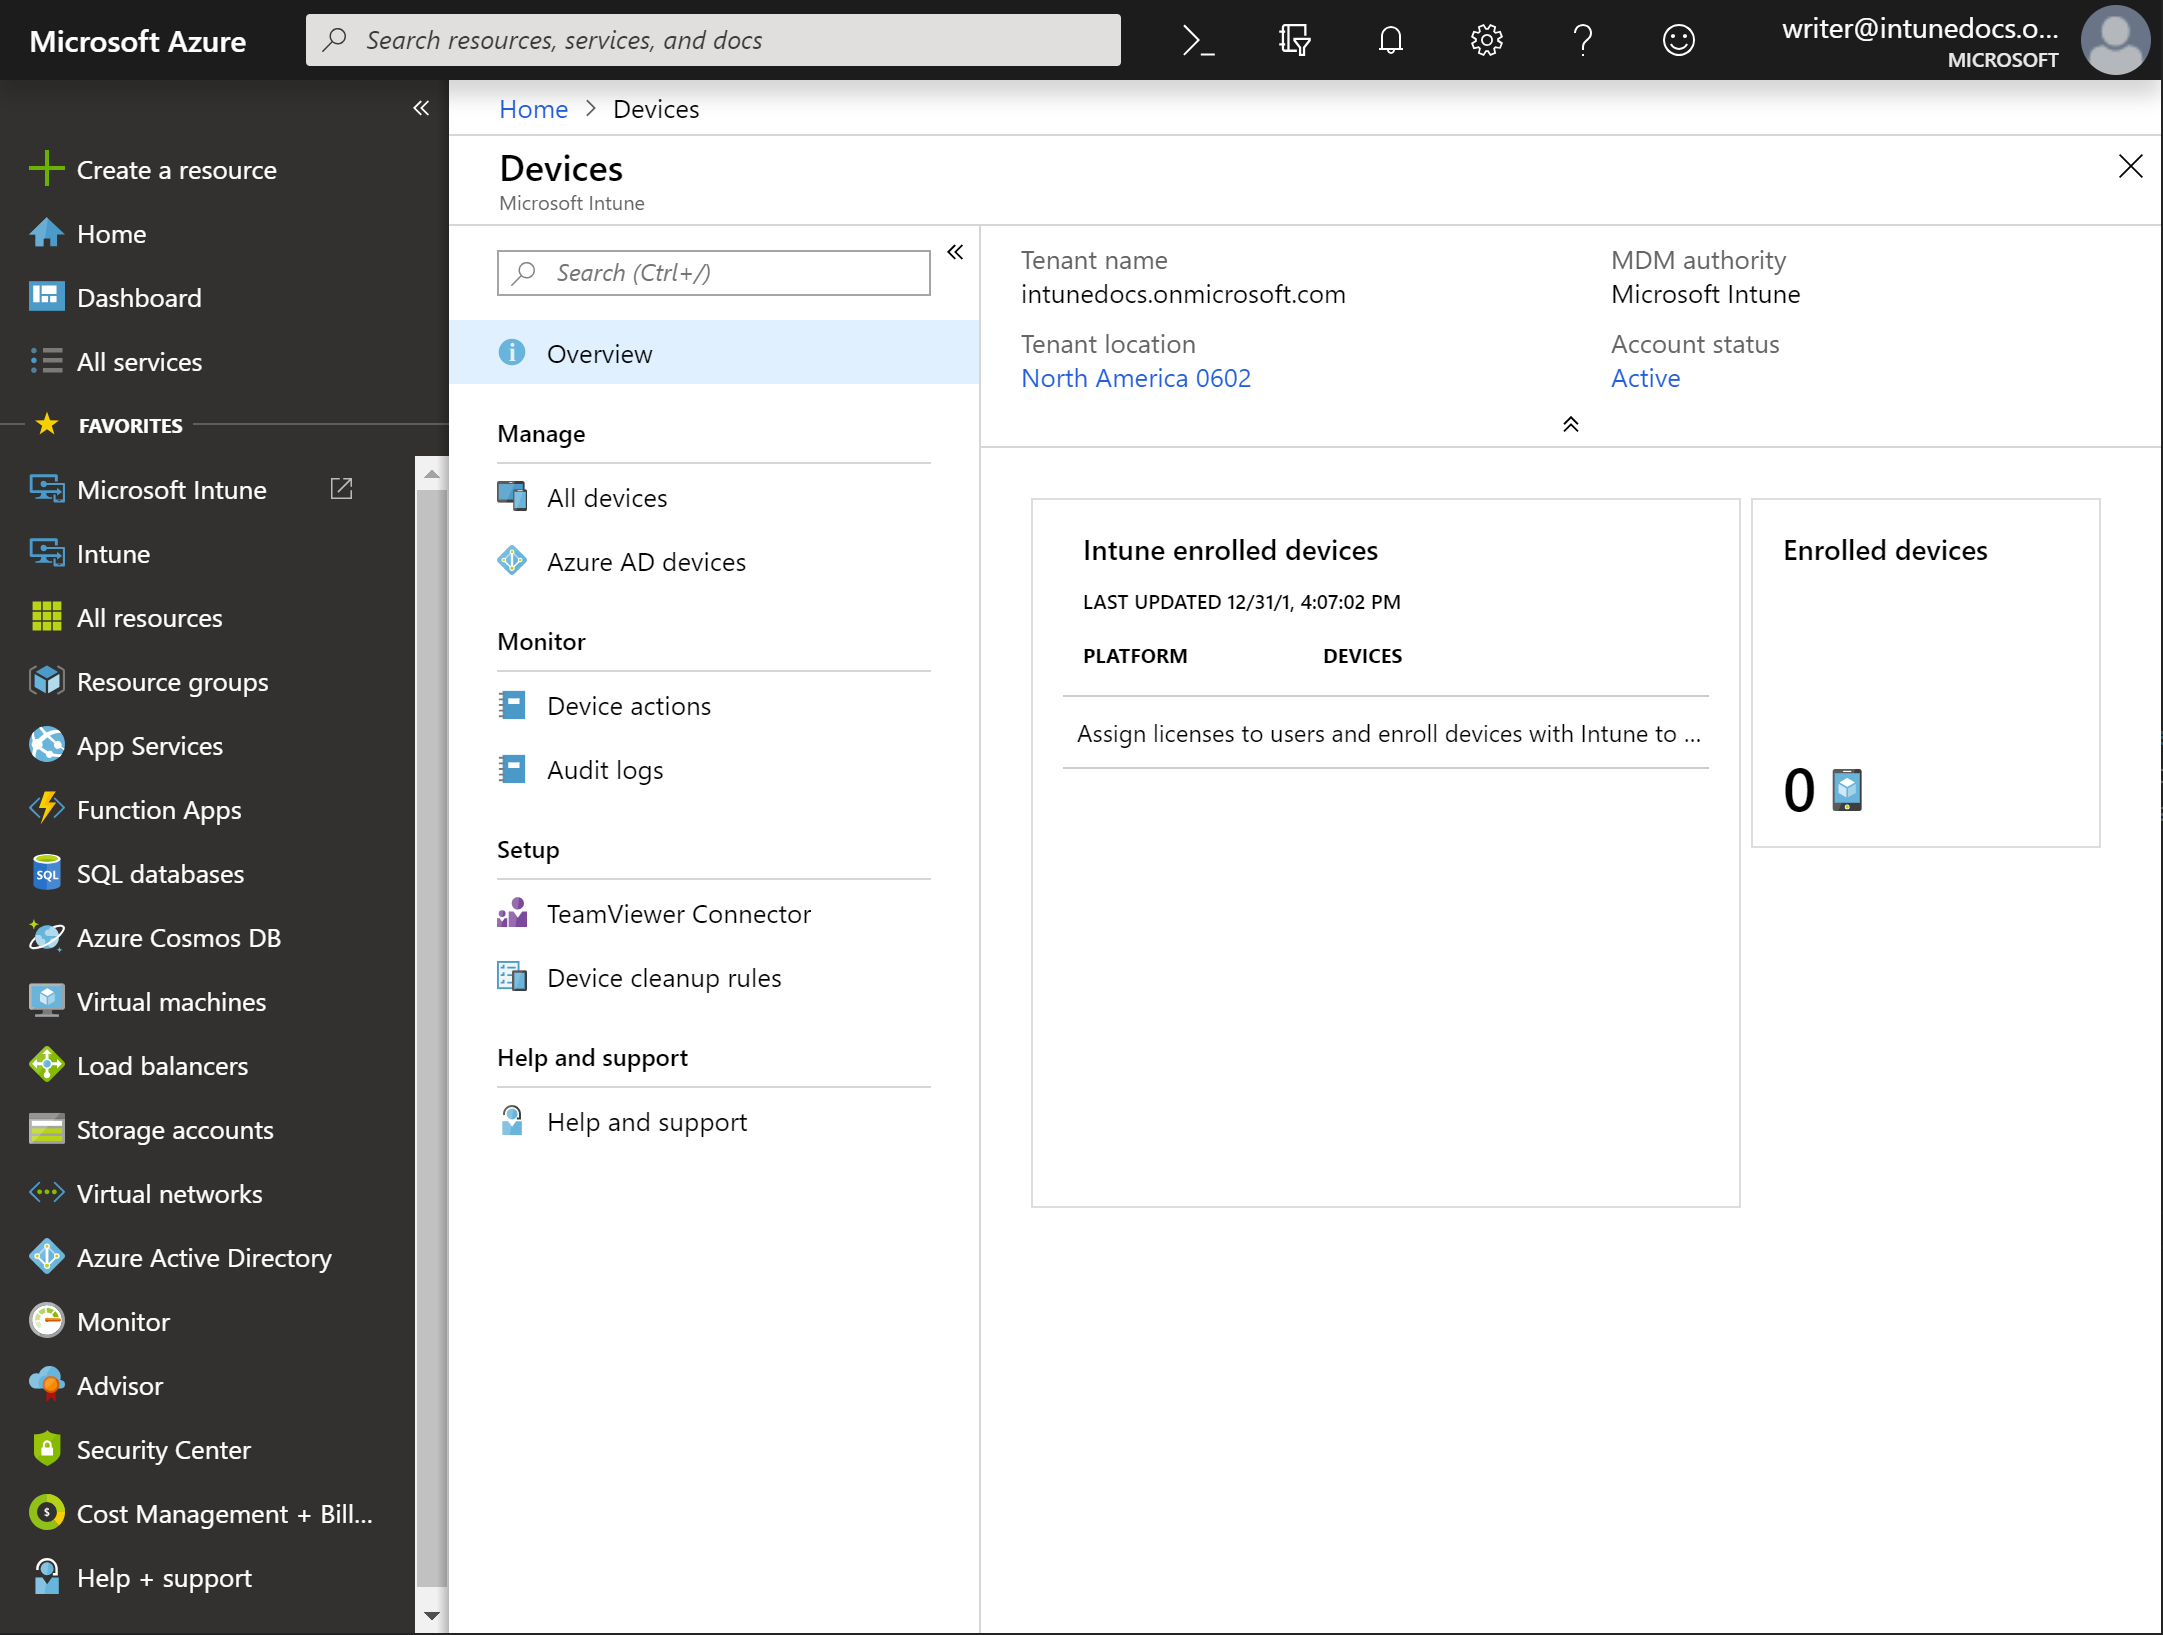 Microsoft Azure
Search resources, services, and docs
writer@intunedocs.o...
MICROSOFT
Create a resource
Home
Dashboard
All services
FAVORITES
Microsoft Intune
Intune
All resources
Resource groups
App Services
Function Apps
SQL
SQL databases
Azure Cosmos DB
Virtual machines
Load balancers
Storage accounts
Virtual networks
Azure Active Directory
Monitor
Advisor
Security Center
Cost Management + Bill...
Help + support
Home > Devices
Devices
Microsoft Intune
Search (Ctrl+/)
Overview
Manage
All devices
Azure AD devices
Monitor
Device actions
Audit logs
Setup
TeamViewer Connector
Device cleanup rules
Help and support
Help and support
Tenant name
intunedocs.onmicrosoft.com
Tenant location
North America 0602
MDM authority
Microsoft Intune
Account status
Active
Intune enrolled devices
LAST UPDATED 12/31/1, 4:07:02 PM
PLATFORM DEVICES
Assign licenses to users and enroll devices with Intune to ...
Enrolled devices
0